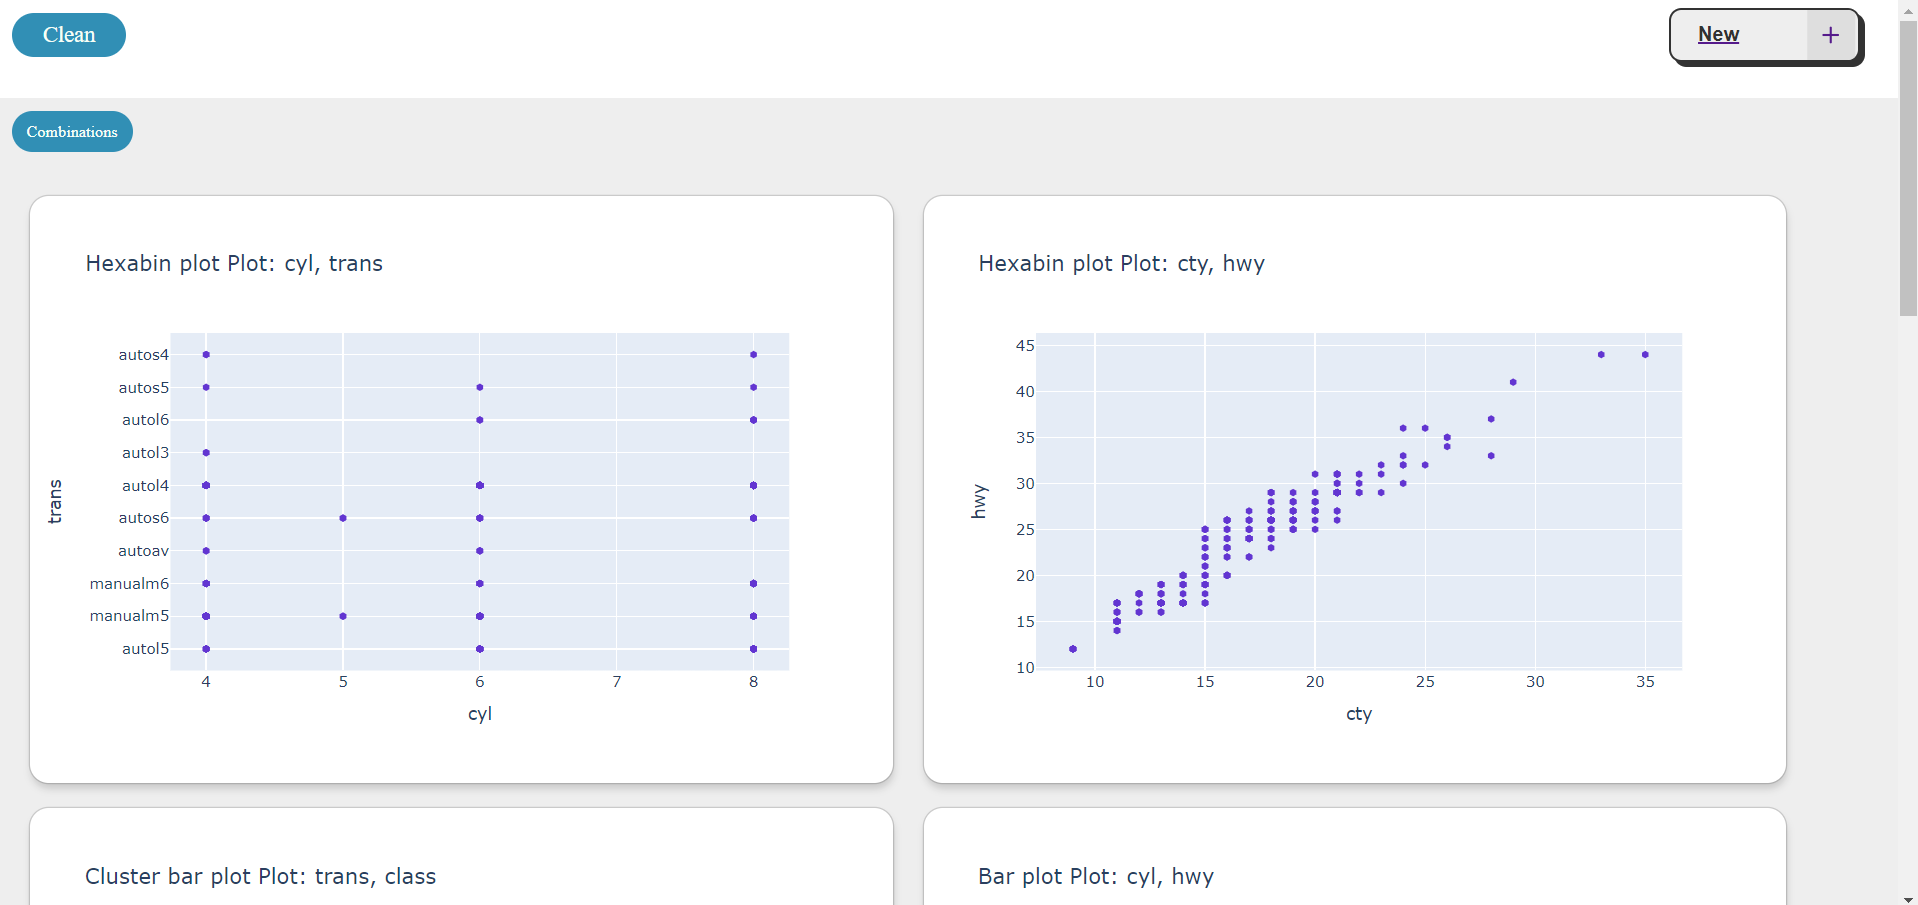 Clean
New +
Combinations
Hexabin plot Plot: cyl, trans
trans
autos4
autos5
autol6
autol3
autol4
autos6
autoav
manualm6
manualm5
autol5
4 5 6 7 8
cyl
Hexabin plot Plot: cty, hwy
hwy
45
40
35
30
25
20
15
10
10 15 20 25 30 35
cty
Cluster bar plot Plot: trans, class
Bar plot Plot: cyl, hwy